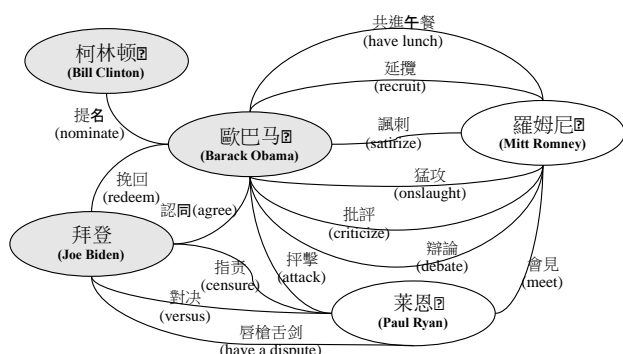 共進午餐
(have lunch)
柯林顿
(Bill Clinton)
延攬
(recruit)
提名
(nominate)
歐巴马
(Barack Obama)
諷刺
(satirize)
羅姆尼
(Mitt Romney)
挽回
(redeem)
猛攻
(onslaught)
認同(agree)
批評
(criticize)
拜登
(Joe Biden)
指责
(censure)
抨擊
(attack)
辯論
(debate)
會見
(meet)
對决
(versus)
莱恩
(Paul Ryan)
唇槍舌剑
(have a dispute)